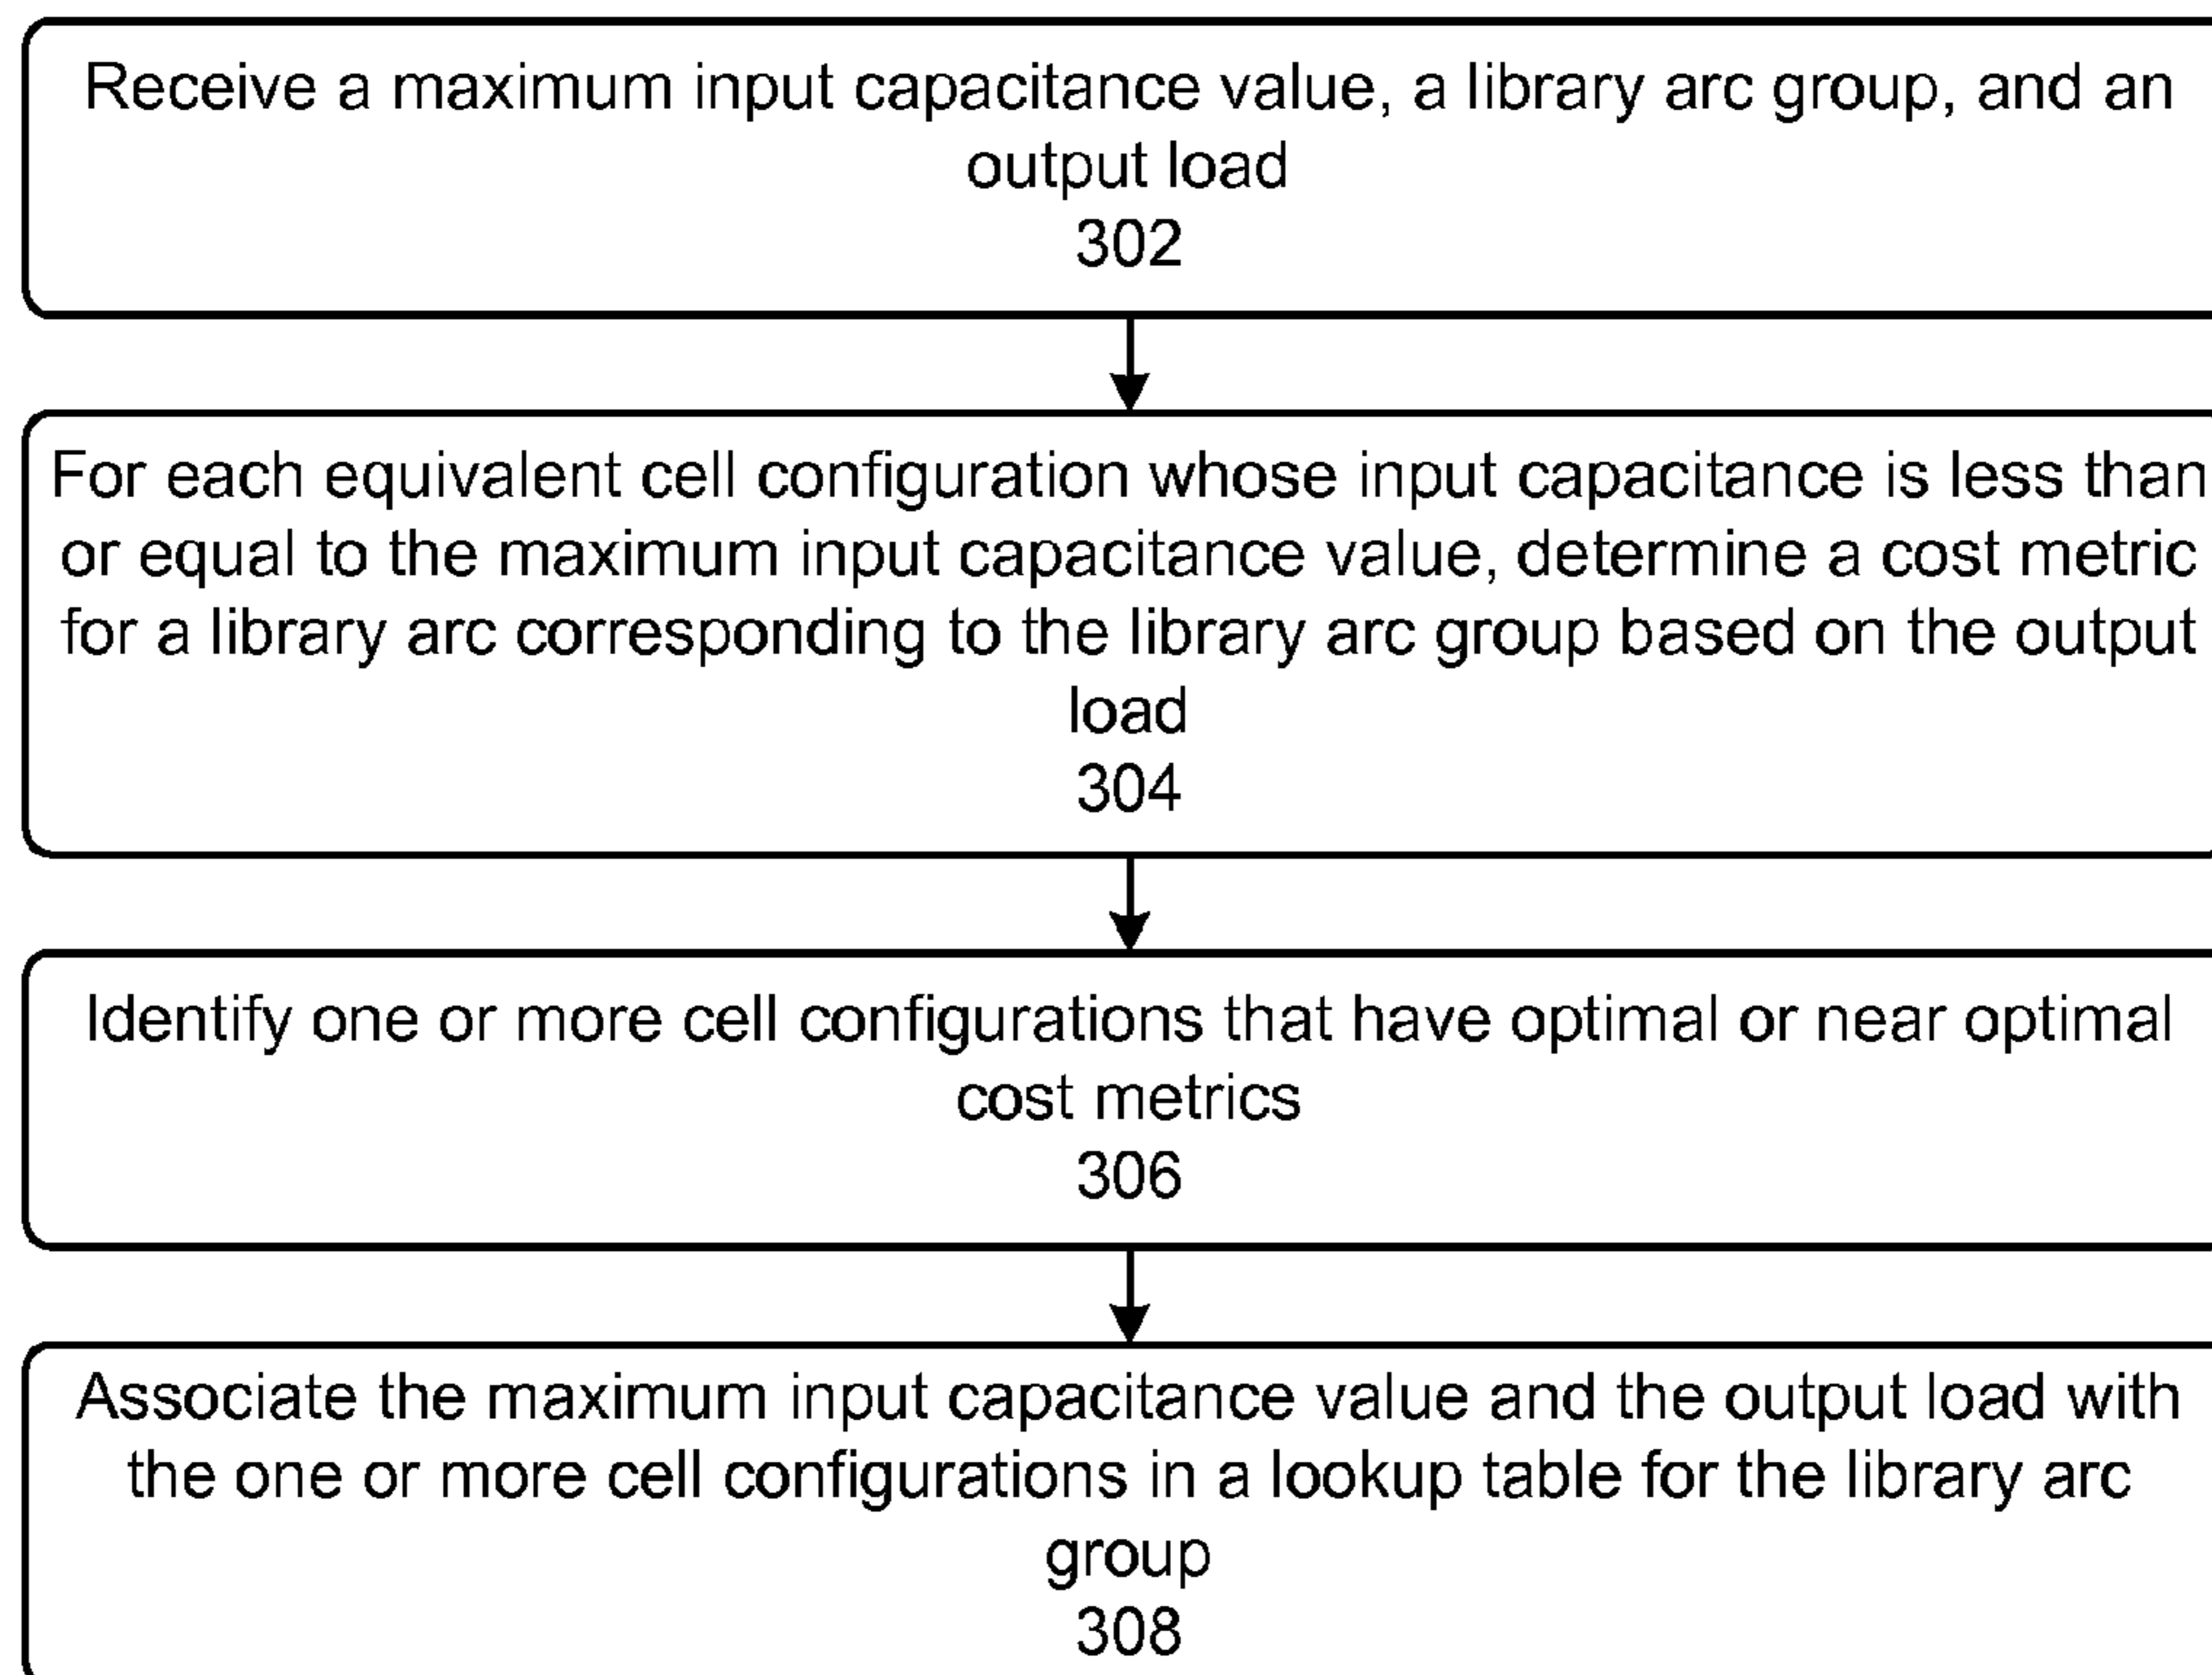 Receive a maximum input capacitance value, a library arc group, and an
output load
302
For each equivalent cell configuration whose input capacitance is less than
or equal to the maximum input capacitance value, determine a cost metric
for a library arc corresponding to the library arc group based on the output
load
304
Identify one or more cell configurations that have optimal or near optimal
cost metrics
306
Associate the maximum input capacitance value and the output load with
the one or more cell configurations in a lookup table for the library arc
group
308